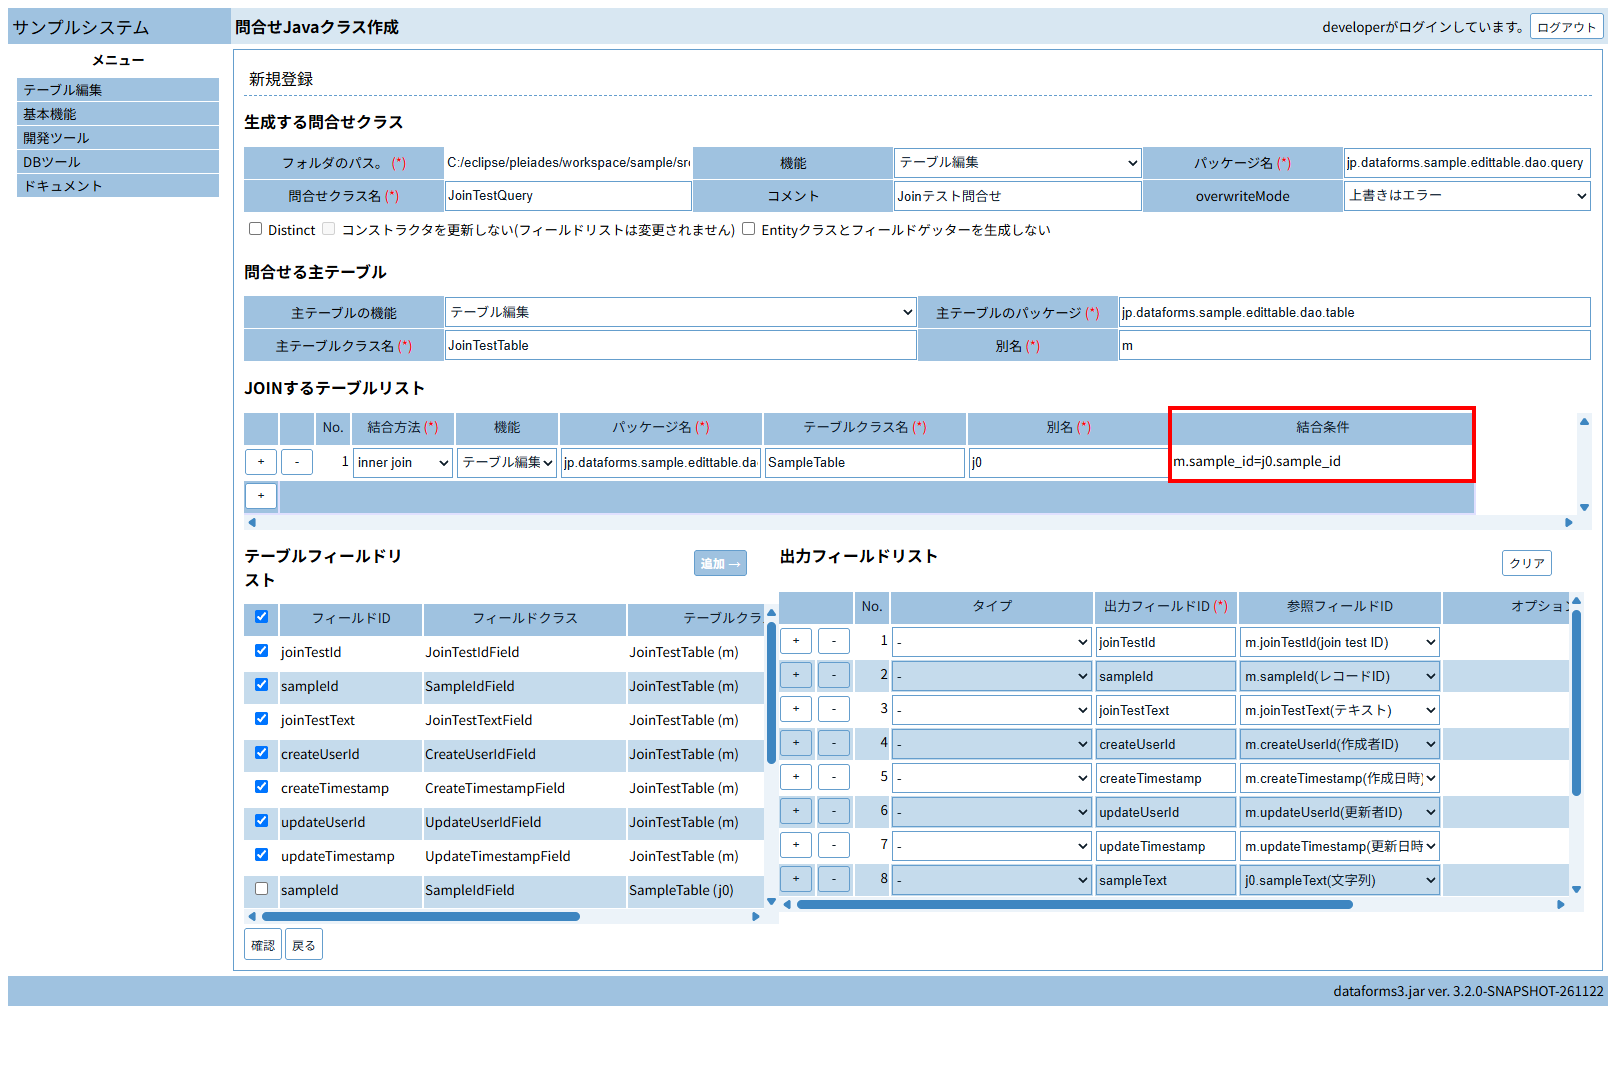 サンプルシステム
問合せJavaクラス作成
developerがログインしています。 ログアウト
メニュー
テーブル編集
基本機能
開発ツール
DBツール
ドキュメント
新規登録
生成する問合せクラス
フォルダのパス。 (*) C:/eclipse/pleiades/workspace/sample/src 機能 テーブル編集 パッケージ名 (*) jp.dataforms.sample.edittable.dao.query
問合せクラス名 (*) JoinTestQuery コメント Joinテスト問合せ overwriteMode 上書きはエラー
Distinct コンストラクタを更新しない(フィールドリストは変更されません) Entityクラスとフィールドゲッターを生成しない
問合せる主テーブル
主テーブルの機能 テーブル編集 主テーブルのパッケージ (*) jp.dataforms.sample.edittable.dao.table
主テーブルクラス名 (*) JoinTestTable 別名 (*) m
JOINするテーブルリスト
No. 結合方法 (*) 機能 パッケージ名 (*) テーブルクラス名 (*) 別名 (*) 結合条件
+ - 1 inner join テーブル編集 jp.dataforms.sample.edittable.da SampleTable j0 m.sample_id=j0.sample_id
+
テーブルフィールドリ
スト
追加 →
フィールドID フィールドクラス テーブルクラ
joinTestId JoinTestIdField JoinTestTable (m)
sampleId SampleIdField JoinTestTable (m)
joinTestText JoinTestTextField JoinTestTable (m)
createUserId CreateUserIdField JoinTestTable (m)
createTimestamp CreateTimestampField JoinTestTable (m)
updateUserId UpdateUserIdField JoinTestTable (m)
updateTimestamp UpdateTimestampField JoinTestTable (m)
sampleId SampleIdField SampleTable (j0)
出力フィールドリスト
クリア
No. タイプ 出力フィールドID (*) 参照フィールドID オプション
+ - 1 - joinTestId m.joinTestId(join test ID)
+ - 2 - sampleId m.sampleId(レコードID)
+ - 3 - joinTestText m.joinTestText(テキスト)
+ - 4 - createUserId m.createUserId(作成者ID)
+ - 5 - createTimestamp m.createTimestamp(作成日時)
+ - 6 - updateUserId m.updateUserId(更新者ID)
+ - 7 - updateTimestamp m.updateTimestamp(更新日時
+ - 8 - sampleText j0.sampleText(文字列)
確認 戻る
dataforms3.jar ver. 3.2.0-SNAPSHOT-261122